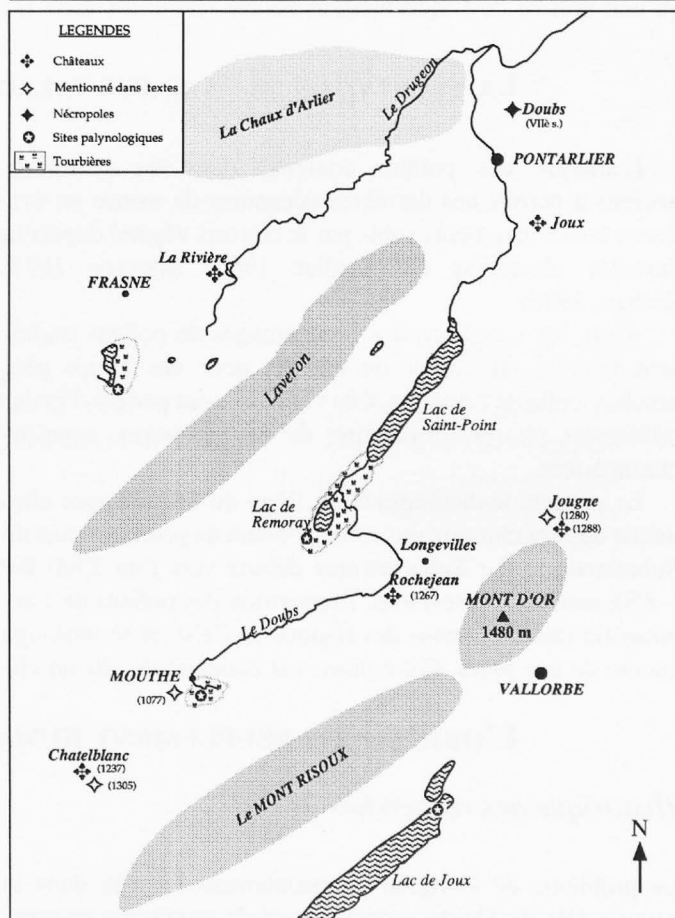 LEGENDES
Châteaux
Mentionné dans textes
Nécropoles
Sites palynologiques
Tourbières
La Chaux d'Arlier
Le Drugeon
Doubs
(VIIè s.)
PONTARLIER
Joux
La Rivière
FRASNE
Laveron
Lac de
Saint-Point
Lac de
Remoray
Jougne
(1280)
(1288)
Longevilles
Rochejean
(1267)
MONT D'OR
1480 m
Le Doubs
VALLORBE
MOUTHE
(1077)
Chatelblanc
(1237)
(1305)
Le MONT RISOUX
Lac de Joux
N